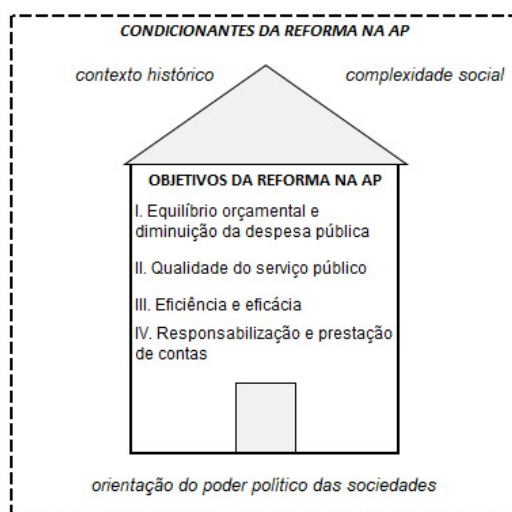 CONDICIONANTES DA REFORMA NA AP
contexto histórico
complexidade social
OBJETIVOS DA REFORMA NA AP
I. Equilíbrio orçamental e
diminuição da despesa pública
II. Qualidade do serviço público
III. Eficiência e eficácia
IV. Responsabilização e prestação
de contas
orientação do poder político das sociedades